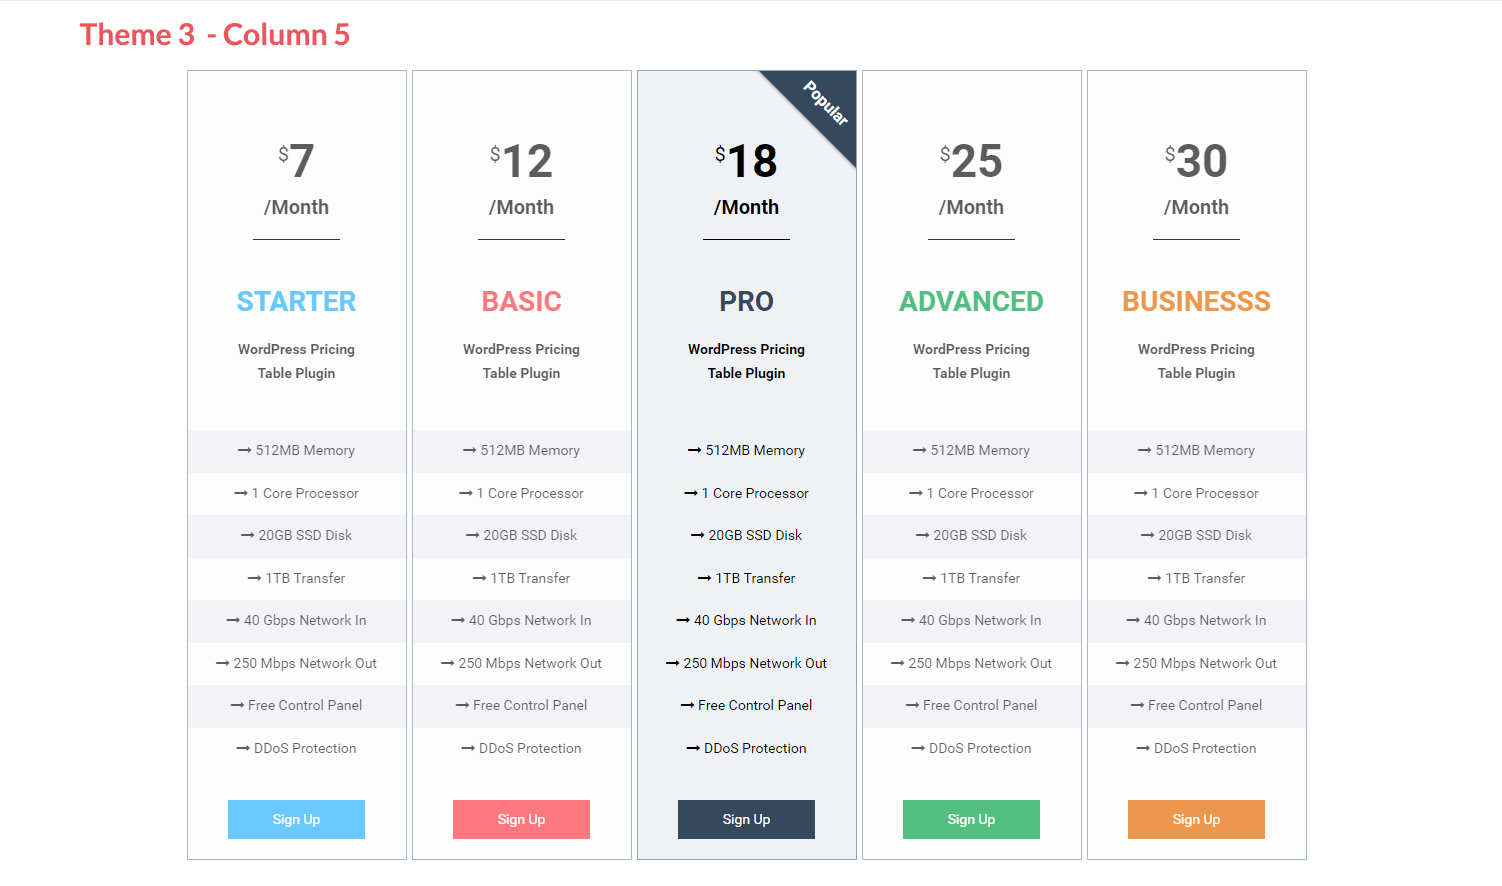 Theme 3 - Column 5
$7
/Month
STARTER
WordPress Pricing
Table Plugin
➞ 512MB Memory
➞ 1 Core Processor
➞ 20GB SSD Disk
➞ 1TB Transfer
➞ 40 Gbps Network In
➞ 250 Mbps Network Out
➞ Free Control Panel
➞ DDoS Protection
Sign Up
$12
/Month
BASIC
WordPress Pricing
Table Plugin
➞ 512MB Memory
➞ 1 Core Processor
➞ 20GB SSD Disk
➞ 1TB Transfer
➞ 40 Gbps Network In
➞ 250 Mbps Network Out
➞ Free Control Panel
➞ DDoS Protection
Sign Up
Popular
$18
/Month
PRO
WordPress Pricing
Table Plugin
➞ 512MB Memory
➞ 1 Core Processor
➞ 20GB SSD Disk
➞ 1TB Transfer
➞ 40 Gbps Network In
➞ 250 Mbps Network Out
➞ Free Control Panel
➞ DDoS Protection
Sign Up
$25
/Month
ADVANCED
WordPress Pricing
Table Plugin
➞ 512MB Memory
➞ 1 Core Processor
➞ 20GB SSD Disk
➞ 1TB Transfer
➞ 40 Gbps Network In
➞ 250 Mbps Network Out
➞ Free Control Panel
➞ DDoS Protection
Sign Up
$30
/Month
BUSINESSS
WordPress Pricing
Table Plugin
➞ 512MB Memory
➞ 1 Core Processor
➞ 20GB SSD Disk
➞ 1TB Transfer
➞ 40 Gbps Network In
➞ 250 Mbps Network Out
➞ Free Control Panel
➞ DDoS Protection
Sign Up